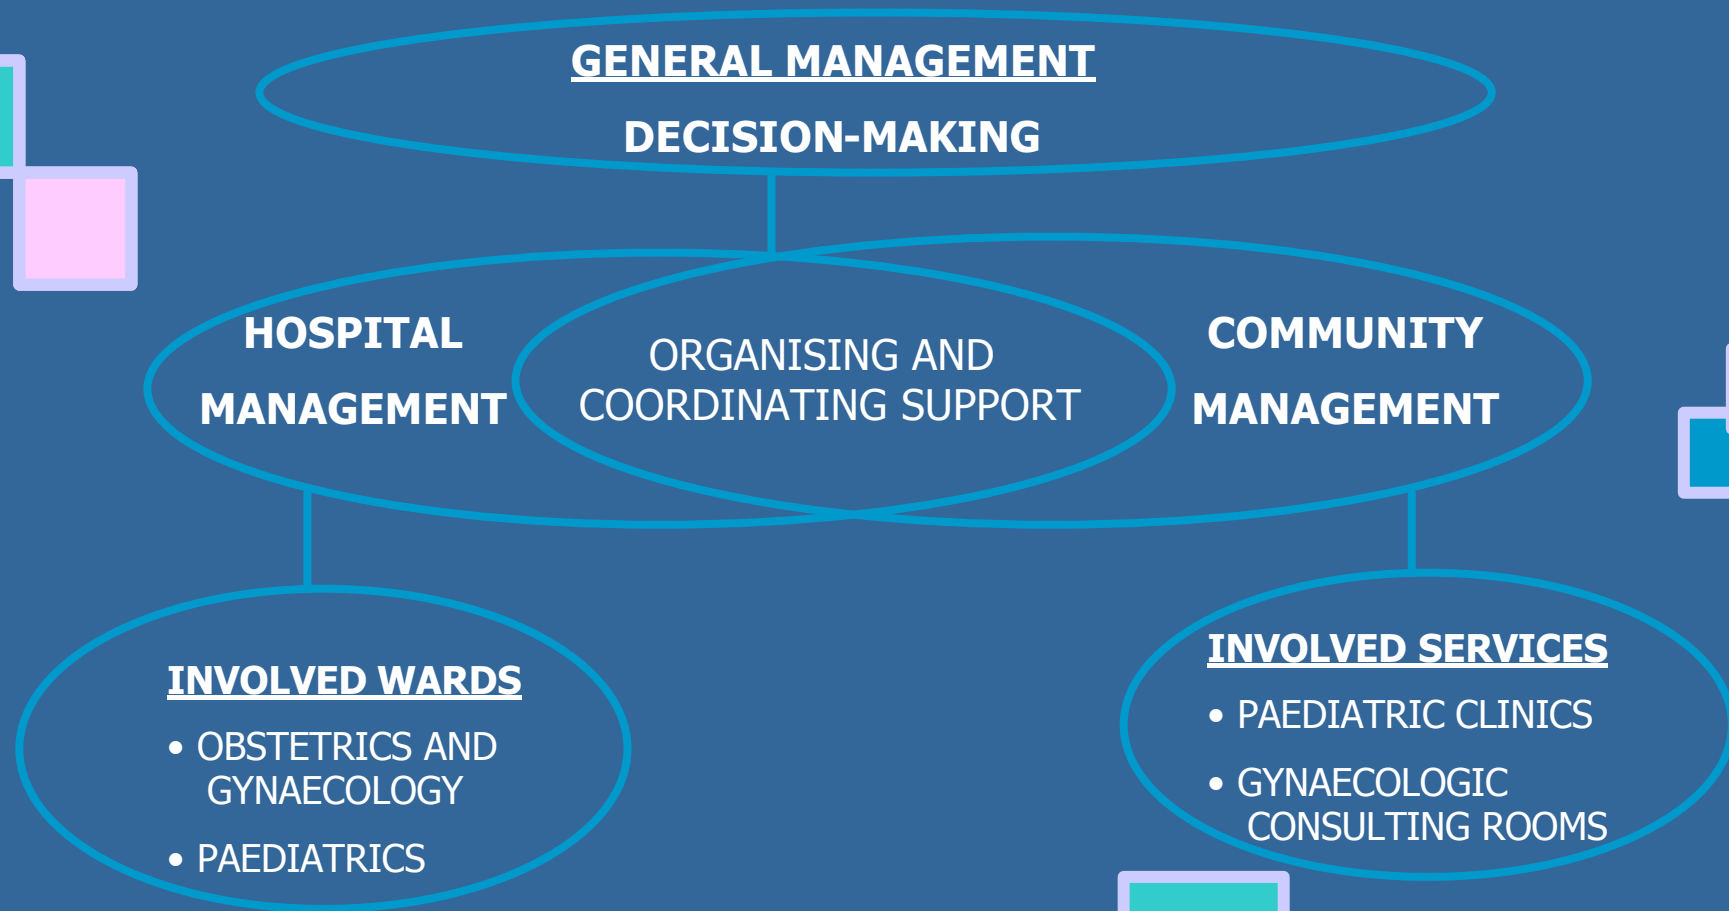 GENERAL MANAGEMENT
DECISION-MAKING
HOSPITAL
MANAGEMENT
ORGANISING AND
COORDINATING SUPPORT
COMMUNITY
MANAGEMENT
INVOLVED WARDS
• OBSTETRICS AND
GYNAECOLOGY
• PAEDIATRICS
INVOLVED SERVICES
• PAEDIATRIC CLINICS
• GYNAECOLOGIC
CONSULTING ROOMS